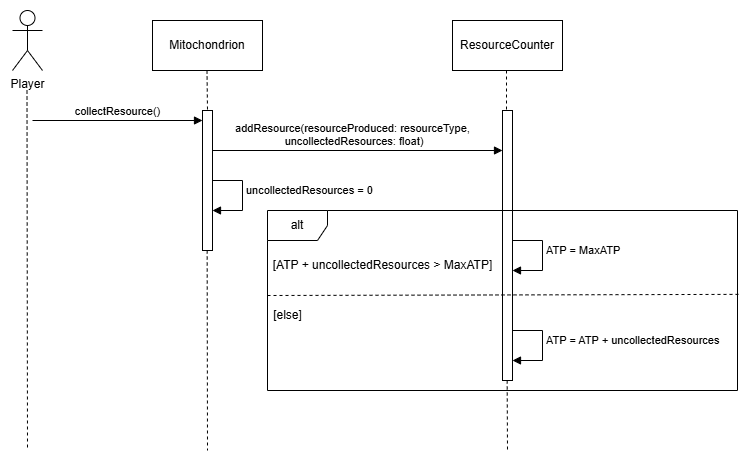 Mitochondrion
ResourceCounter
Player
collectResource()
addResource(resourceProduced: resourceType,
uncollectedResources: float)
uncollectedResources = 0
alt
ATP = MaxATP
[ATP + uncollectedResources > MaxATP]
[else]
ATP = ATP + uncollectedResources